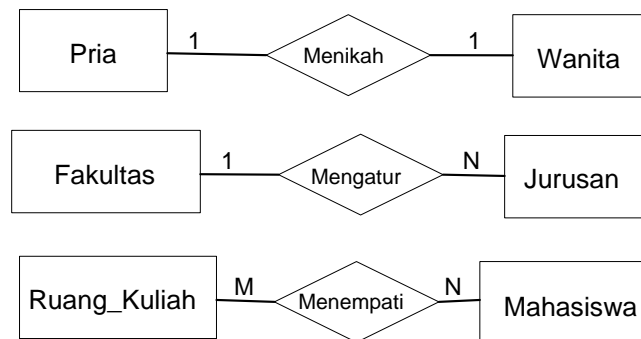 Pria 1 Menikah 1 Wanita
Fakultas 1 Mengatur N Jurusan
Ruang_Kuliah M Menempati N Mahasiswa